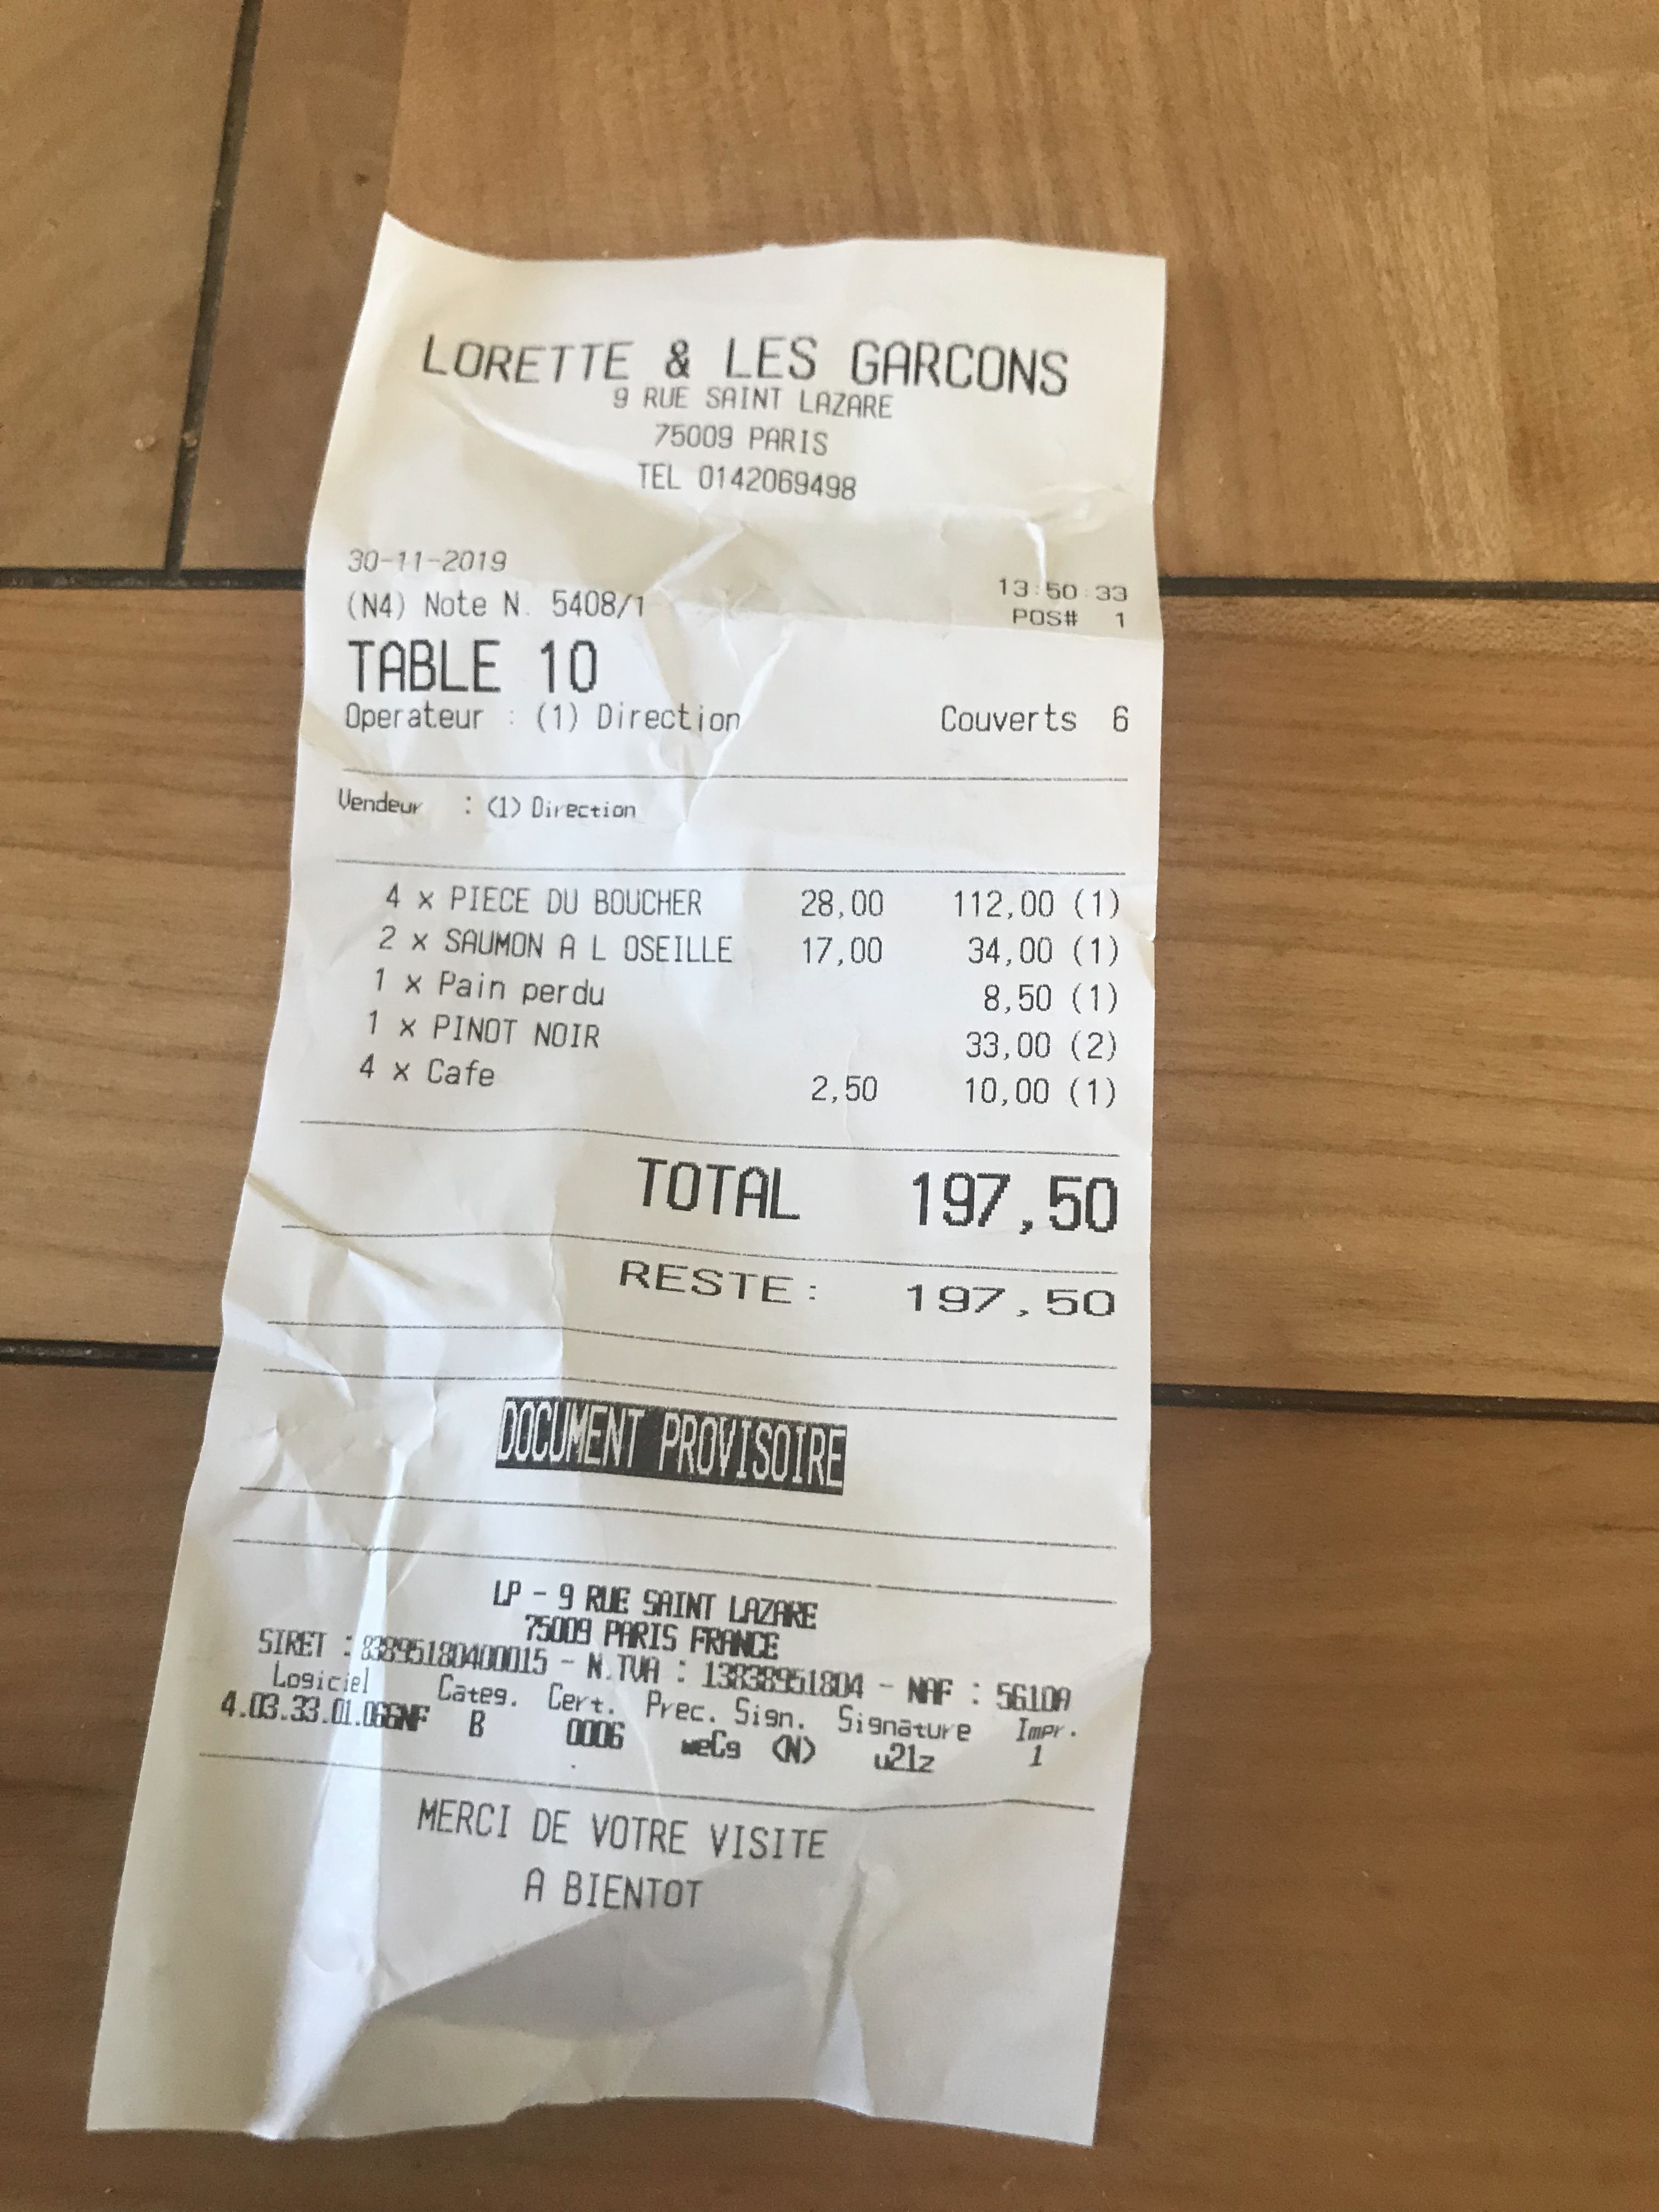 LORETTE & LES GARCONS
9 RUE SAINT LAZARE
75009 PARIS
TEL 0142069498
30-11-2019 13:50:33
(N4) Note N. 5408/1 POS# 1
TABLE 10
Operateur : (1) Direction Couverts 6
Vendeur : (1) Direction
4 x PIECE DU BOUCHER 28,00 112,00 (1)
2 x SAUMON A L OSEILLE 17,00 34,00 (1)
1 x Pain perdu 8,50 (1)
1 x PINOT NOIR 33,00 (2)
4 x Cafe 2,50 10,00 (1)
TOTAL 197,50
RESTE: 197,50
DOCUMENT PROVISOIRE
LP - 9 RUE SAINT LAZARE
75009 PARIS FRANCE
SIRET : 83895180400015 - N.TVA : 13838951804 - NAF : 5610A
Logiciel Categ. Cert. Prec. Sign. Signature Impr.
4.03.33.01.066NF B 0006 weCg (N) u21z 1
MERCI DE VOTRE VISITE
A BIENTOT